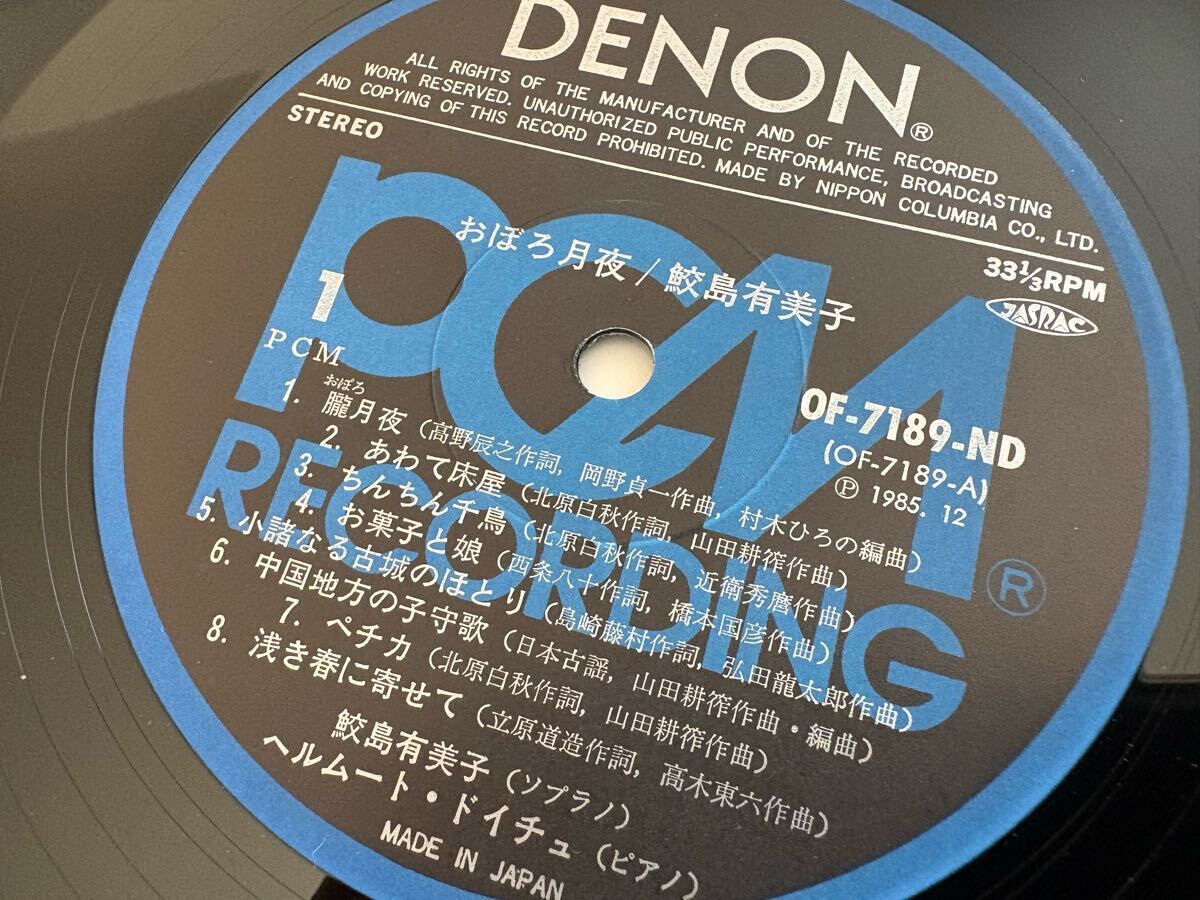 DENON®
ALL RIGHTS OF THE MANUFACTURER AND OF THE RECORDED
WORK RESERVED. UNAUTHORIZED PUBLIC PERFORMANCE, BROADCASTING
AND COPYING OF THIS RECORD PROHIBITED. MADE BY NIPPON COLUMBIA CO., LTD.
STEREO
33⅓RPM
JASRAC
PCM
RECORDING®
おぼろ月夜/鮫島有美子
1
PCM
OF-7189-ND
(OF-7189-A)
Ⓟ 1985. 12
おぼろ
1. 朧月夜 (高野辰之作詞, 岡野貞一作曲, 村木ひろの編曲)
2. あわて床屋 (北原白秋作詞, 山田耕筰作曲)
3. ちんちん千鳥 (北原白秋作詞, 近衛秀麿作曲)
4. お菓子と娘 (西条八十作詞, 橋本国彦作曲)
5. 小諸なる古城のほとり (島崎藤村作詞, 弘田龍太郎作曲)
6. 中国地方の子守歌 (日本古謡, 山田耕筰作曲・編曲)
7. ペチカ (北原白秋作詞, 山田耕筰作曲)
8. 浅き春に寄せて (立原道造作詞, 高木東六作曲)
鮫島有美子 (ソプラノ)
ヘルムート・ドイチュ (ピアノ)
MADE IN JAPAN